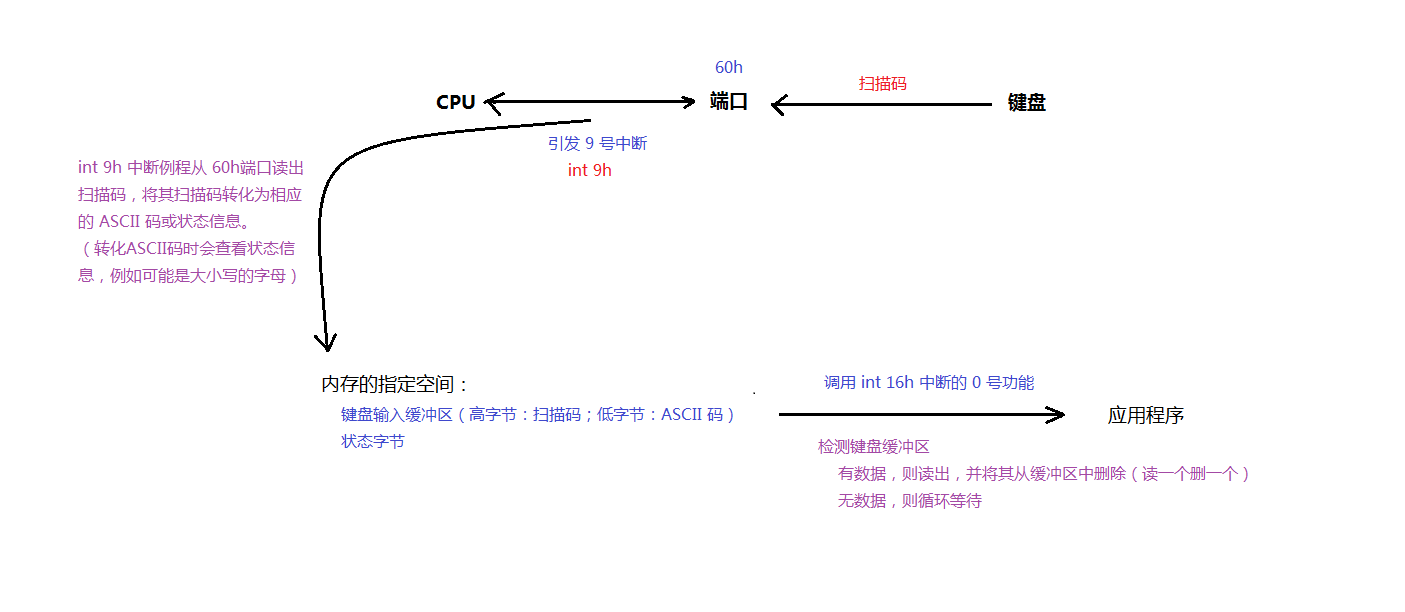 60h
扫描码
CPU
端口
键盘
引发 9 号中断
int 9h
int 9h 中断例程从 60h端口读出
扫描码，将其扫描码转化为相应
的 ASCII 码或状态信息。
（转化ASCII码时会查看状态信
息，例如可能是大小写的字母）
内存的指定空间：
键盘输入缓冲区（高字节：扫描码；低字节：ASCII 码）
状态字节
调用 int 16h 中断的 0 号功能
应用程序
检测键盘缓冲区
有数据，则读出，并将其从缓冲区中删除（读一个删一个）
无数据，则循环等待